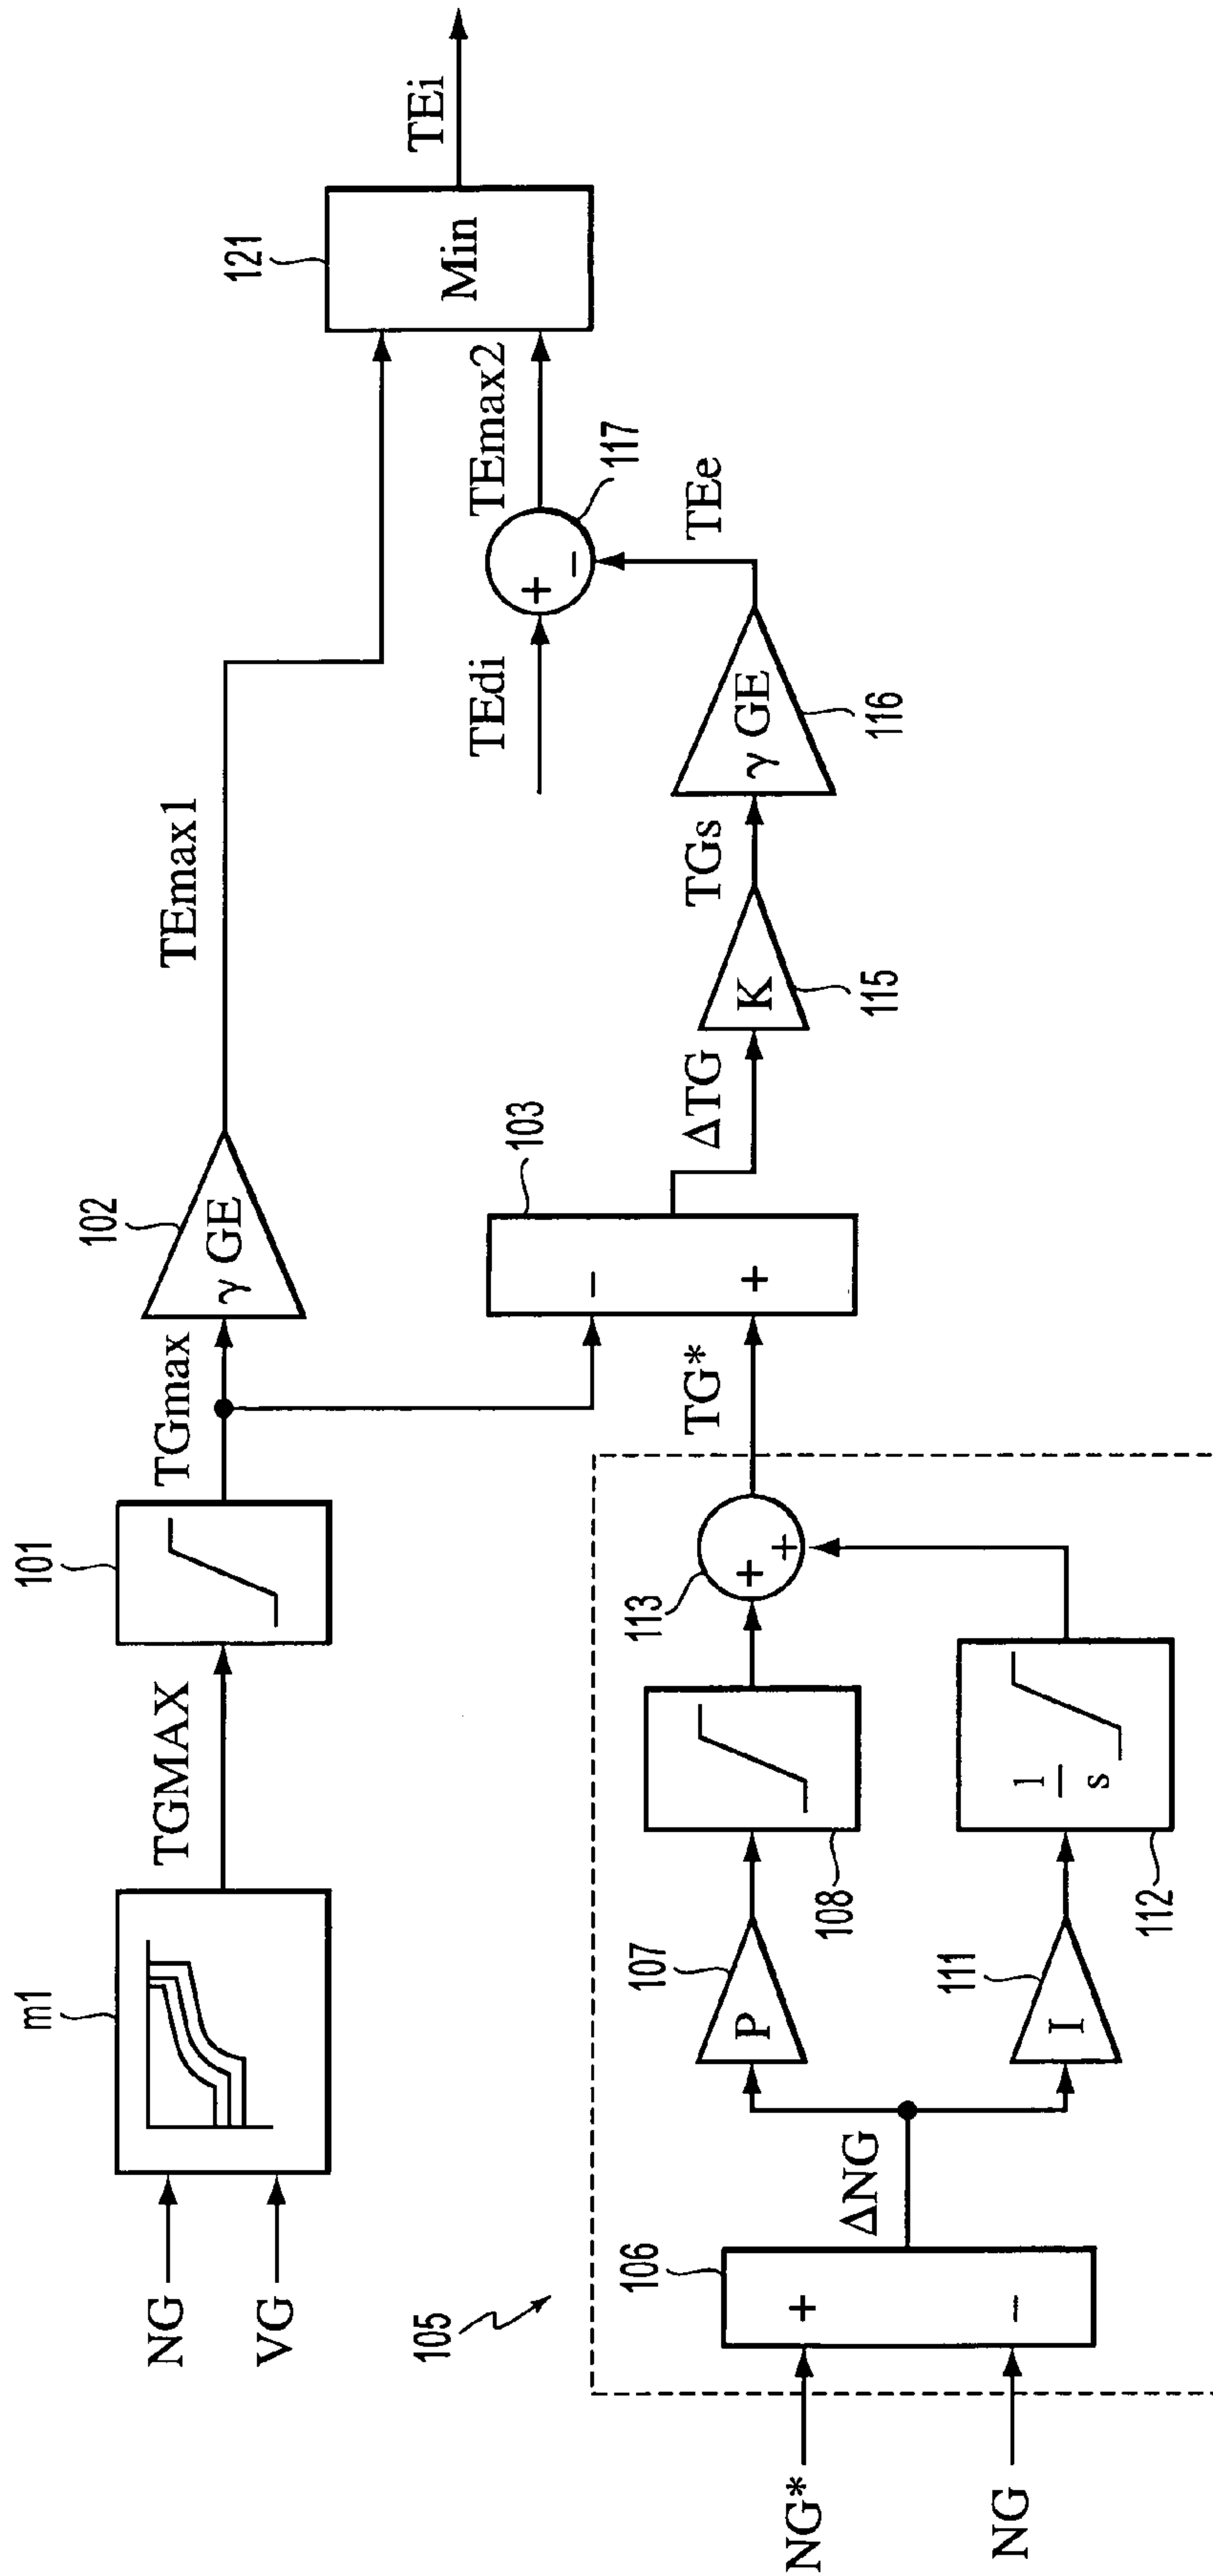 NG
VG
m1
TGMAX
101
TGmax
102
γ GE
TEmax1
121
Min
TEi
105
NG*
NG
106
+
−
ΔNG
107
P
108
111
I
1
s
112
113
+
+
TG*
103
−
+
ΔTG
K
115
TGs
γ GE
116
TEe
TEdi
+
−
117
TEmax2